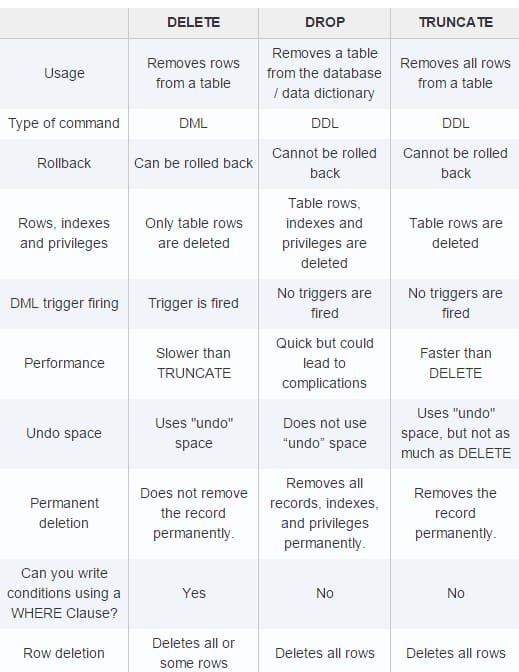 DELETE DROP TRUNCATE
Usage
Removes rows
from a table
Removes a table
from the database
/ data dictionary
Removes all rows
from a table
Type of command DML DDL DDL
Rollback
Can be rolled back
Cannot be rolled
back
Cannot be rolled
back
Rows, indexes
and privileges
Only table rows
are deleted
Table rows,
indexes and
privileges are
deleted
Table rows are
deleted
DML trigger firing
Trigger is fired
No triggers are
fired
No triggers are
fired
Performance
Slower than
TRUNCATE
Quick but could
lead to
complications
Faster than
DELETE
Undo space
Uses "undo"
space
Does not use
“undo” space
Uses "undo"
space, but not as
much as DELETE
Permanent
deletion
Does not remove
the record
permanently.
Removes all
records, indexes,
and privileges
permanently.
Removes the
record
permanently.
Can you write
conditions using a
WHERE Clause?
Yes
No
No
Row deletion
Deletes all or
some rows
Deletes all rows
Deletes all rows